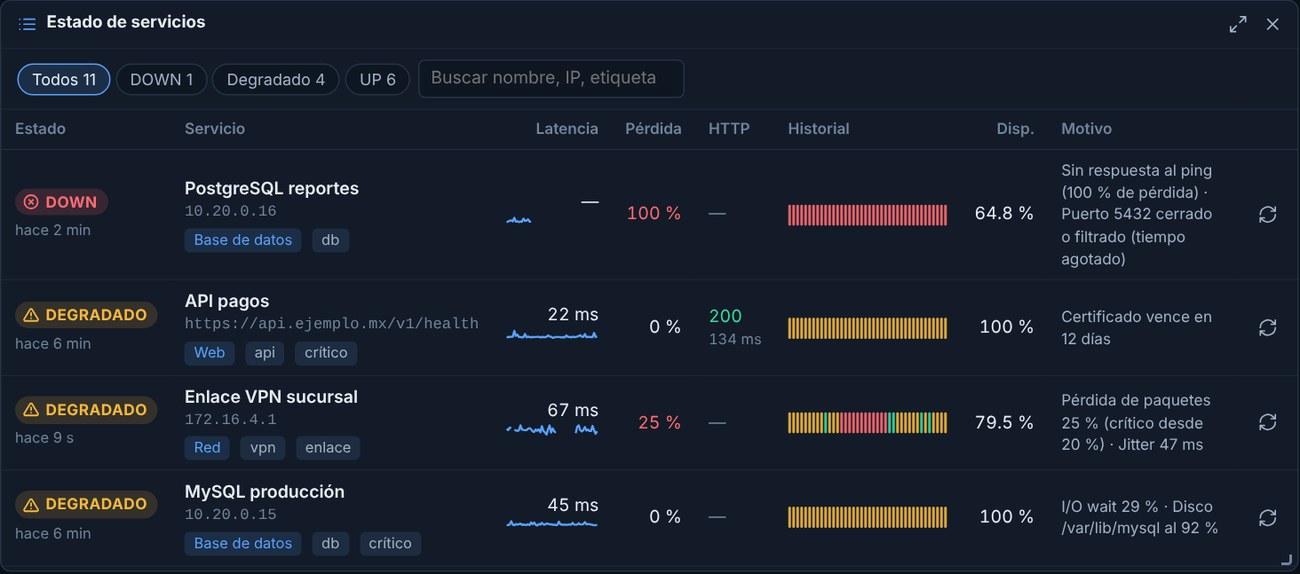 Estado de servicios
Todos 11 DOWN 1 Degradado 4 UP 6 Buscar nombre, IP, etiqueta
Estado Servicio Latencia Pérdida HTTP Historial Disp. Motivo
DOWN
hace 2 min
PostgreSQL reportes
10.20.0.16
Base de datos db
—
100 %
—
64.8 %
Sin respuesta al ping
(100 % de pérdida) ·
Puerto 5432 cerrado
o filtrado (tiempo
agotado)
DEGRADADO
hace 6 min
API pagos
https://api.ejemplo.mx/v1/health
Web api crítico
22 ms
0 %
200
134 ms
100 %
Certificado vence en
12 días
DEGRADADO
hace 9 s
Enlace VPN sucursal
172.16.4.1
Red vpn enlace
67 ms
25 %
—
79.5 %
Pérdida de paquetes
25 % (crítico desde
20 %) · Jitter 47 ms
DEGRADADO
hace 6 min
MySQL producción
10.20.0.15
Base de datos db crítico
45 ms
0 %
—
100 %
I/O wait 29 % · Disco
/var/lib/mysql al 92 %